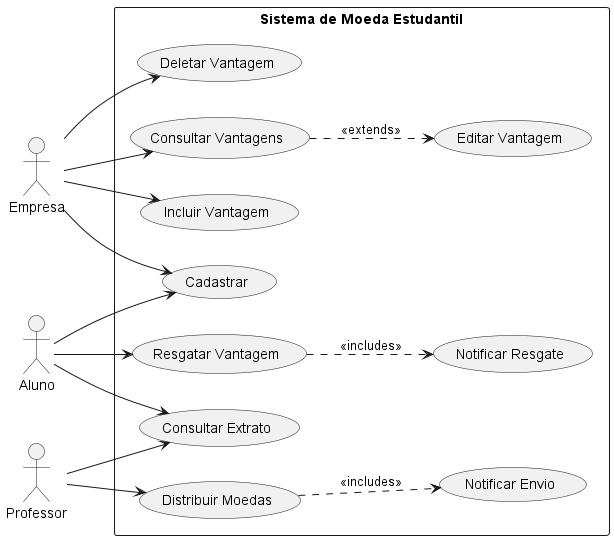 Sistema de Moeda Estudantil
Deletar Vantagem
Consultar Vantagens
«extends»
Editar Vantagem
Empresa
Incluir Vantagem
Cadastrar
Resgatar Vantagem
«includes»
Notificar Resgate
Aluno
Consultar Extrato
Distribuir Moedas
«includes»
Notificar Envio
Professor